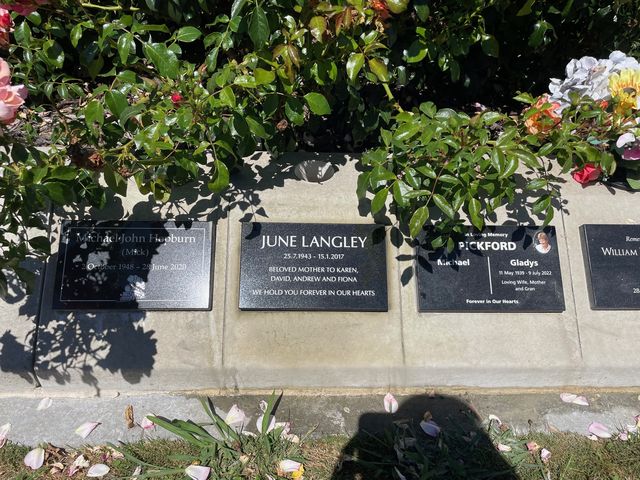 Michael John Hepburn
(Mick)
2 October 1948 - 28 June 2020
JUNE LANGLEY
25.7.1943 - 15.1.2017
BELOVED MOTHER TO KAREN,
DAVID, ANDREW AND FIONA
WE HOLD YOU FOREVER IN OUR HEARTS
In Loving Memory
PICKFORD
Michael
Gladys
11 May 1939 - 9 July 2022
Loving Wife, Mother
and Gran
Forever in Our Hearts
WILLIAM